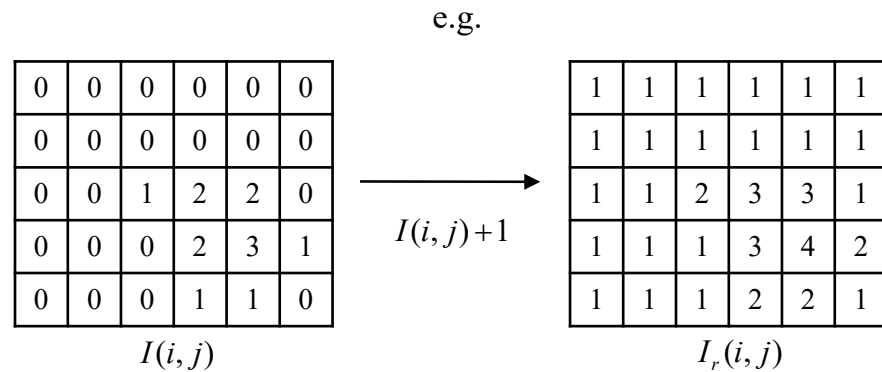 e.g.
0 0 0 0 0 0 1 1 1 1 1 1
0 0 0 0 0 0 1 1 1 1 1 1
0 0 1 2 2 0 1 1 2 3 3 1
0 0 0 2 3 1 1 1 1 3 4 2
I(i, j)+1
0 0 0 1 1 0 1 1 1 2 2 1
I(i, j) I_r(i, j)